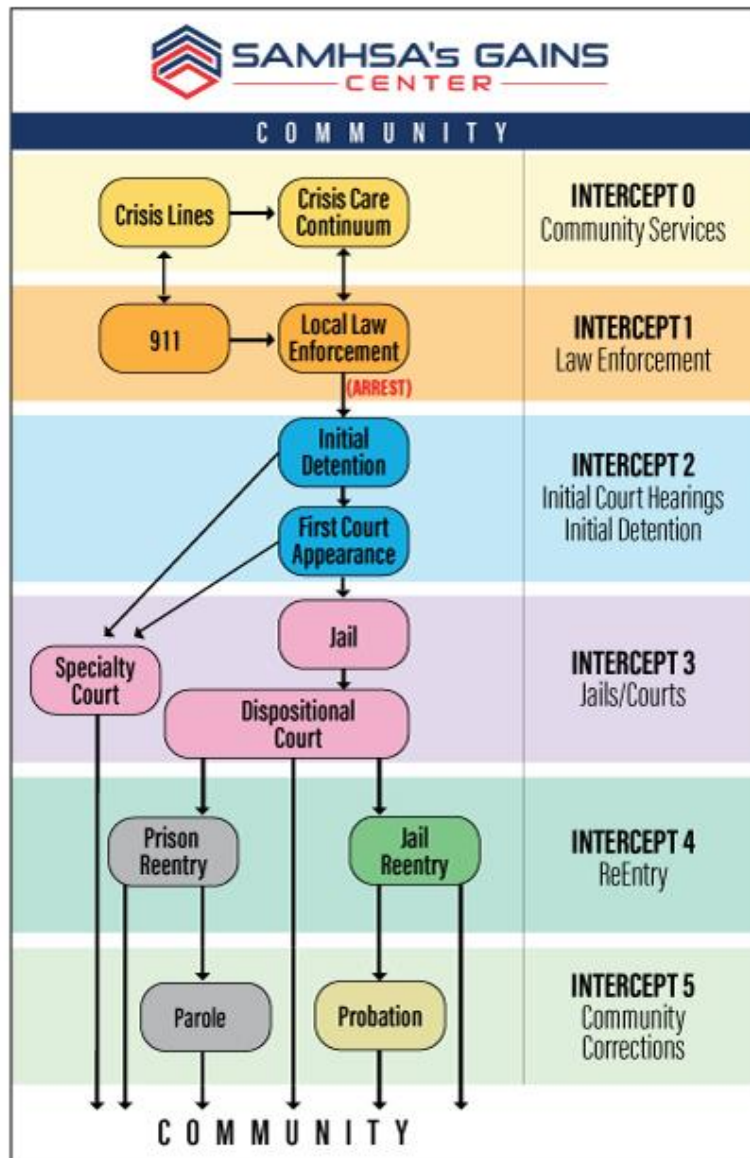 SAMHSA's GAINS
CENTER
COMMUNITY
Crisis Lines
Crisis Care
Continuum
INTERCEPT 0
Community Services
911
Local Law
Enforcement
INTERCEPT 1
Law Enforcement
(ARREST)
Initial
Detention
First Court
Appearance
INTERCEPT 2
Initial Court Hearings
Initial Detention
Jail
Specialty
Court
Dispositional
Court
INTERCEPT 3
Jails/Courts
Prison
Reentry
Jail
Reentry
INTERCEPT 4
ReEntry
Parole
Probation
INTERCEPT 5
Community
Corrections
COMMUNITY